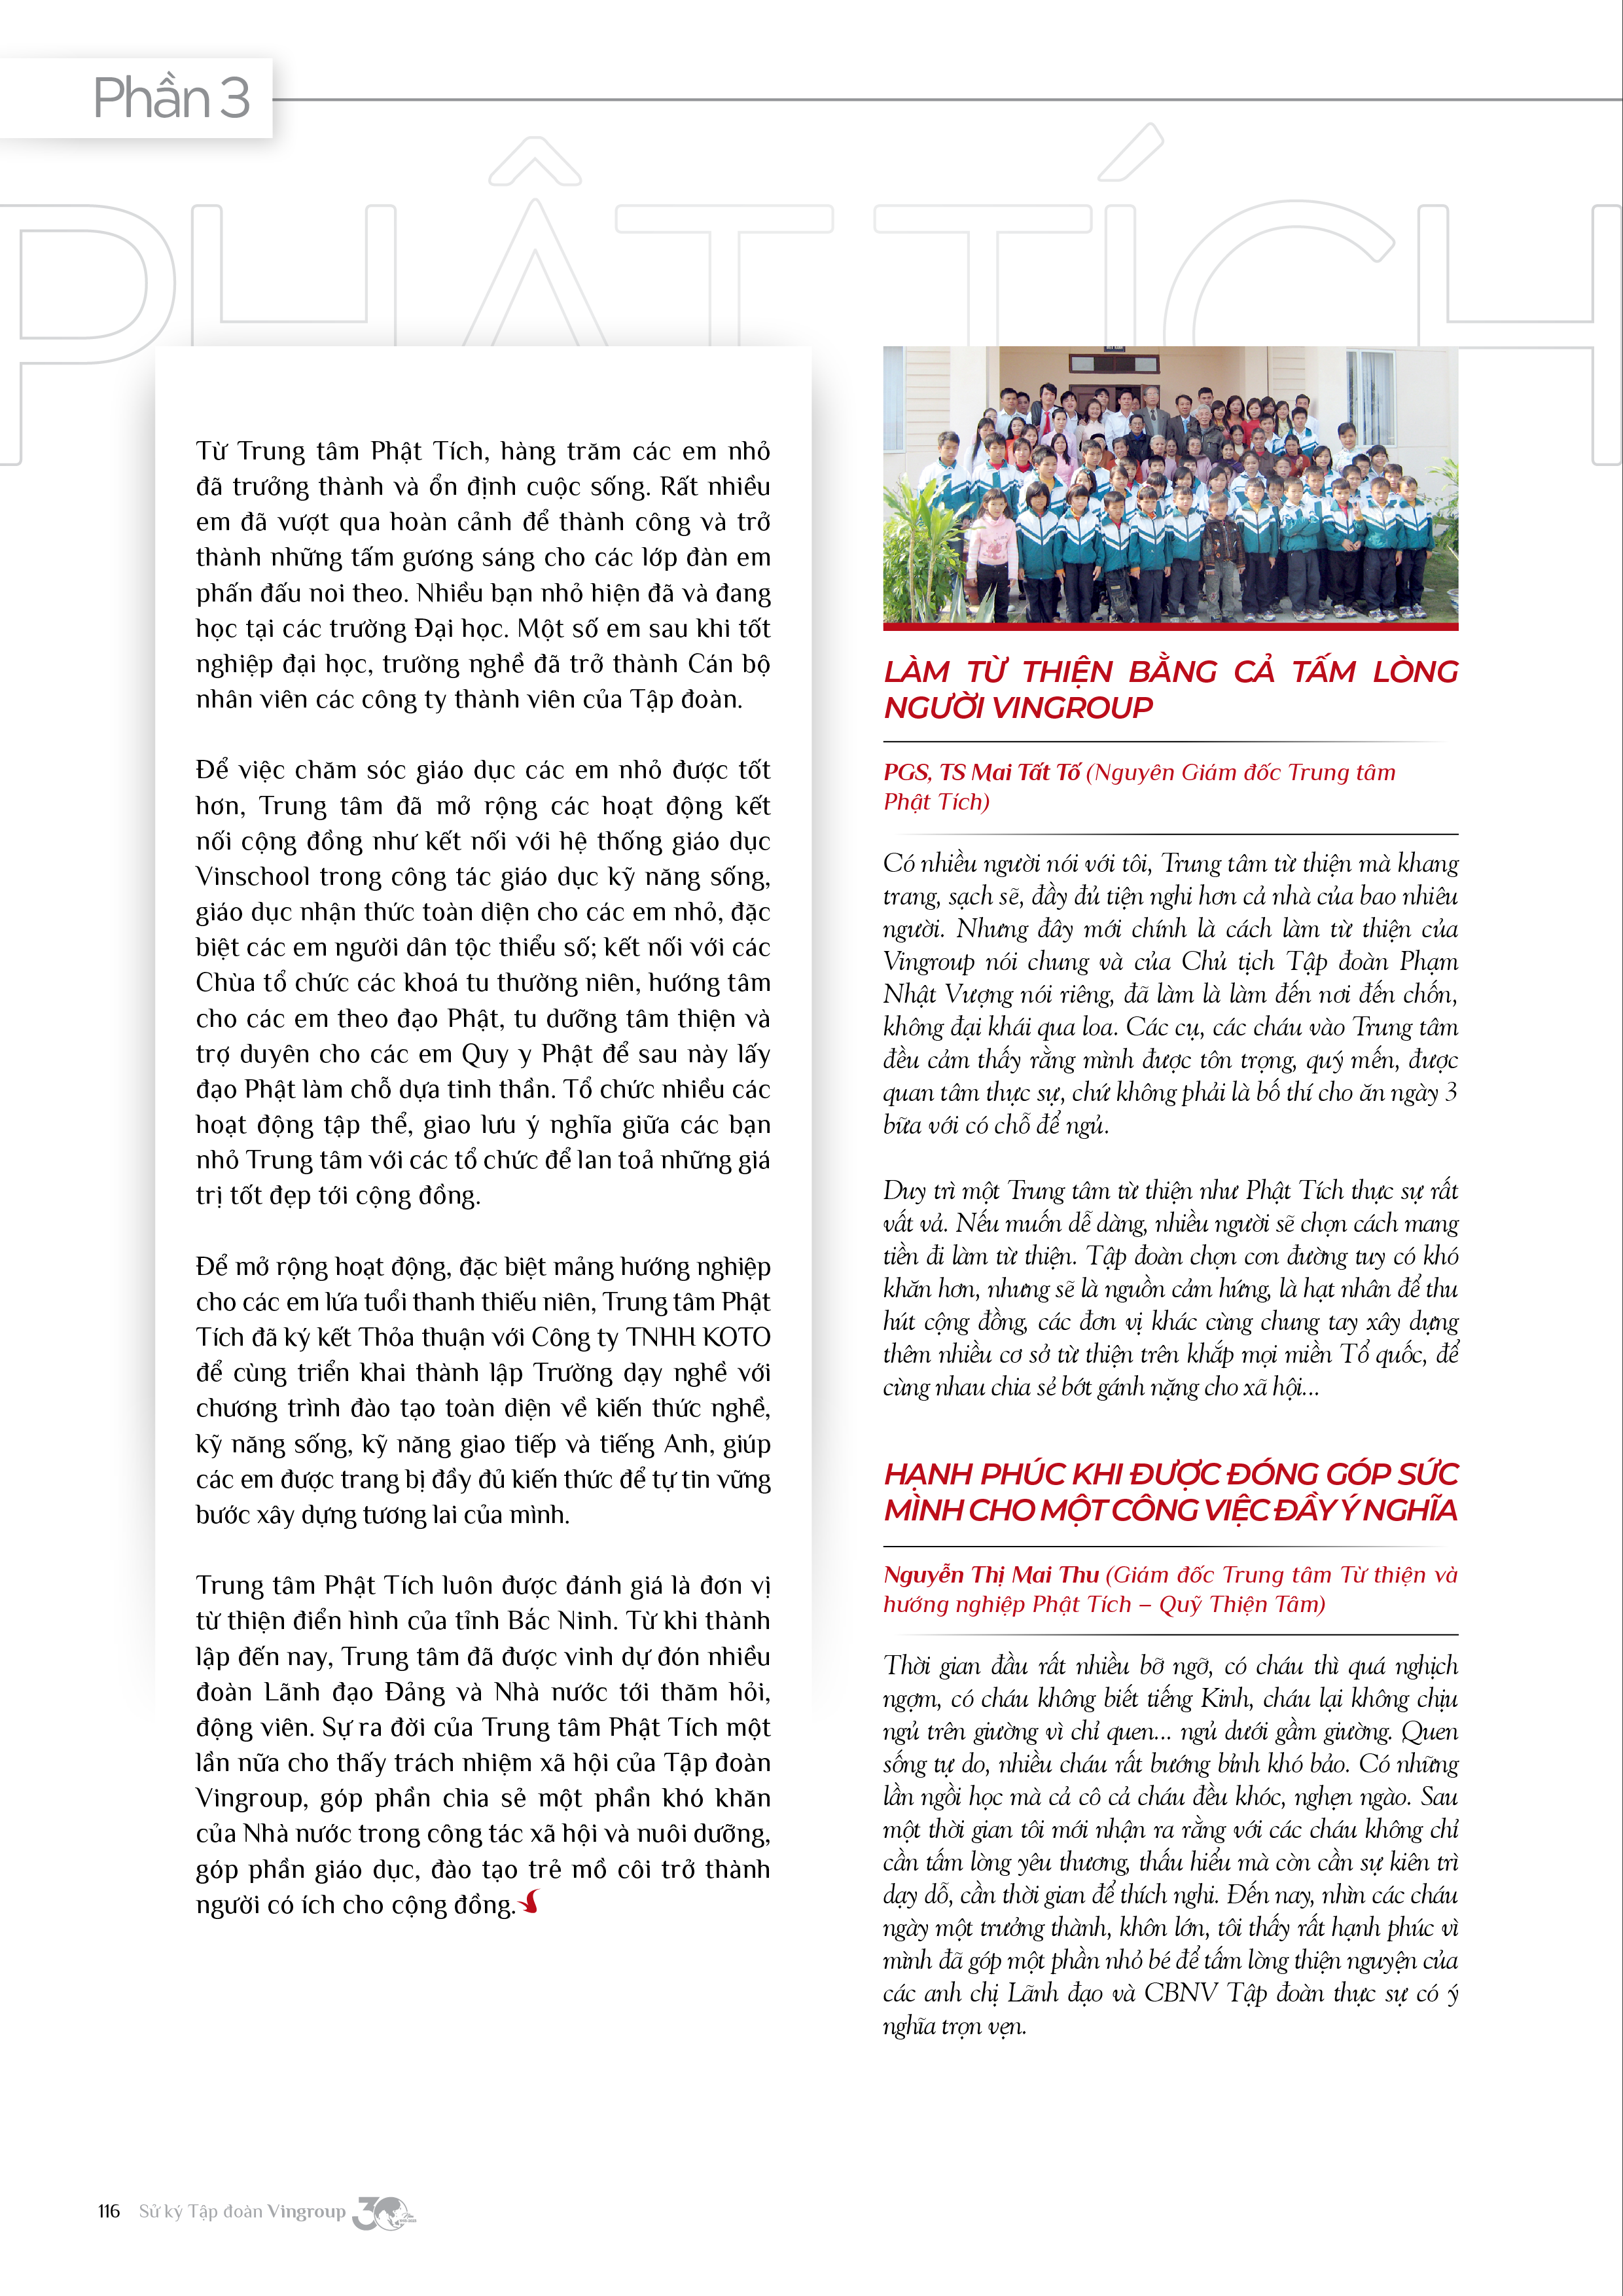 Phần 3
PHẬT TÍCH
Từ Trung tâm Phật Tích, hàng trăm các em nhỏ
đã trưởng thành và ổn định cuộc sống. Rất nhiều
em đã vượt qua hoàn cảnh để thành công và trở
thành những tấm gương sáng cho các lớp đàn em
phấn đấu noi theo. Nhiều bạn nhỏ hiện đã và đang
học tại các trường Đại học. Một số em sau khi tốt
nghiệp đại học, trường nghề đã trở thành Cán bộ
nhân viên các công ty thành viên của Tập đoàn.
Để việc chăm sóc giáo dục các em nhỏ được tốt
hơn, Trung tâm đã mở rộng các hoạt động kết
nối cộng đồng như kết nối với hệ thống giáo dục
Vinschool trong công tác giáo dục kỹ năng sống,
giáo dục nhận thức toàn diện cho các em nhỏ, đặc
biệt các em người dân tộc thiểu số; kết nối với các
Chùa tổ chức các khoá tu thường niên, hướng tâm
cho các em theo đạo Phật, tu dưỡng tâm thiện và
trợ duyên cho các em Quy y Phật để sau này lấy
đạo Phật làm chỗ dựa tinh thần. Tổ chức nhiều các
hoạt động tập thể, giao lưu ý nghĩa giữa các bạn
nhỏ Trung tâm với các tổ chức để lan toả những giá
trị tốt đẹp tới cộng đồng.
Để mở rộng hoạt động, đặc biệt mảng hướng nghiệp
cho các em lứa tuổi thanh thiếu niên, Trung tâm Phật
Tích đã ký kết Thỏa thuận với Công ty TNHH KOTO
để cùng triển khai thành lập Trường dạy nghề với
chương trình đào tạo toàn diện về kiến thức nghề,
kỹ năng sống, kỹ năng giao tiếp và tiếng Anh, giúp
các em được trang bị đầy đủ kiến thức để tự tin vững
bước xây dựng tương lai của mình.
Trung tâm Phật Tích luôn được đánh giá là đơn vị
từ thiện điển hình của tỉnh Bắc Ninh. Từ khi thành
lập đến nay, Trung tâm đã được vinh dự đón nhiều
đoàn Lãnh đạo Đảng và Nhà nước tới thăm hỏi,
động viên. Sự ra đời của Trung tâm Phật Tích một
lần nữa cho thấy trách nhiệm xã hội của Tập đoàn
Vingroup, góp phần chia sẻ một phần khó khăn
của Nhà nước trong công tác xã hội và nuôi dưỡng,
góp phần giáo dục, đào tạo trẻ mồ côi trở thành
người có ích cho cộng đồng.
LÀM TỪ THIỆN BẰNG CẢ TẤM LÒNG
NGƯỜI VINGROUP
PGS, TS Mai Tất Tố (Nguyên Giám đốc Trung tâm
Phật Tích)
Có nhiều người nói với tôi, Trung tâm từ thiện mà khang
trang, sạch sẽ, đầy đủ tiện nghi hơn cả nhà của bao nhiêu
người. Nhưng đây mới chính là cách làm từ thiện của
Vingroup nói chung và của Chủ tịch Tập đoàn Phạm
Nhật Vượng nói riêng, đã làm là làm đến nơi đến chốn,
không đại khái qua loa. Các cụ, các cháu vào Trung tâm
đều cảm thấy rằng mình được tôn trọng, quý mến, được
quan tâm thực sự, chứ không phải là bố thí cho ăn ngày 3
bữa với có chỗ để ngủ.
Duy trì một Trung tâm từ thiện như Phật Tích thực sự rất
vất vả. Nếu muốn dễ dàng, nhiều người sẽ chọn cách mang
tiền đi làm từ thiện. Tập đoàn chọn con đường tuy có khó
khăn hơn, nhưng sẽ là nguồn cảm hứng, là hạt nhân để thu
hút cộng đồng, các đơn vị khác cùng chung tay xây dựng
thêm nhiều cơ sở từ thiện trên khắp mọi miền Tổ quốc, để
cùng nhau chia sẻ bớt gánh nặng cho xã hội...
HẠNH PHÚC KHI ĐƯỢC ĐÓNG GÓP SỨC
MÌNH CHO MỘT CÔNG VIỆC ĐẦY Ý NGHĨA
Nguyễn Thị Mai Thu (Giám đốc Trung tâm Từ thiện và
hướng nghiệp Phật Tích – Quỹ Thiện Tâm)
Thời gian đầu rất nhiều bỡ ngỡ, có cháu thì quá nghịch
ngợm, có cháu không biết tiếng Kinh, cháu lại không chịu
ngủ trên giường vì chỉ quen... ngủ dưới gầm giường. Quen
sống tự do, nhiều cháu rất bướng bỉnh khó bảo. Có những
lần ngồi học mà cả cô cả cháu đều khóc, nghẹn ngào. Sau
một thời gian tôi mới nhận ra rằng với các cháu không chỉ
cần tấm lòng yêu thương, thấu hiểu mà còn cần sự kiên trì
dạy dỗ, cần thời gian để thích nghi. Đến nay, nhìn các cháu
ngày một trưởng thành, khôn lớn, tôi thấy rất hạnh phúc vì
mình đã góp một phần nhỏ bé để tấm lòng thiện nguyện của
các anh chị Lãnh đạo và CBNV Tập đoàn thực sự có ý
nghĩa trọn vẹn.
116 Sử ký Tập đoàn Vingroup 30